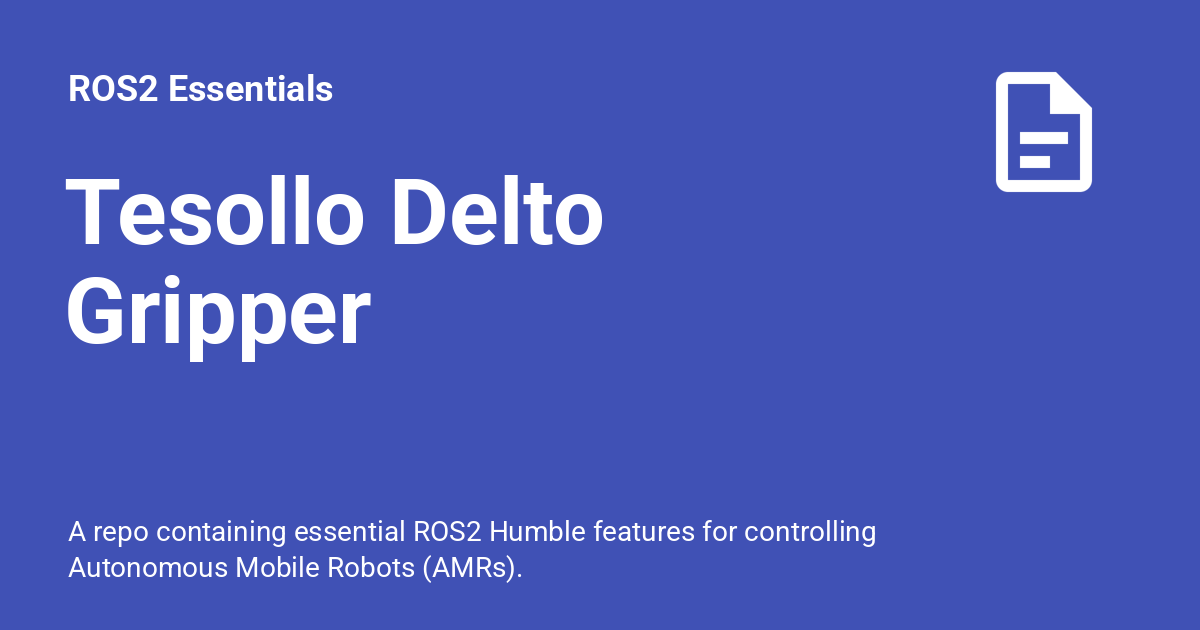 ROS2 Essentials
Tesollo Delto
Gripper
A repo containing essential ROS2 Humble features for controlling
Autonomous Mobile Robots (AMRs).